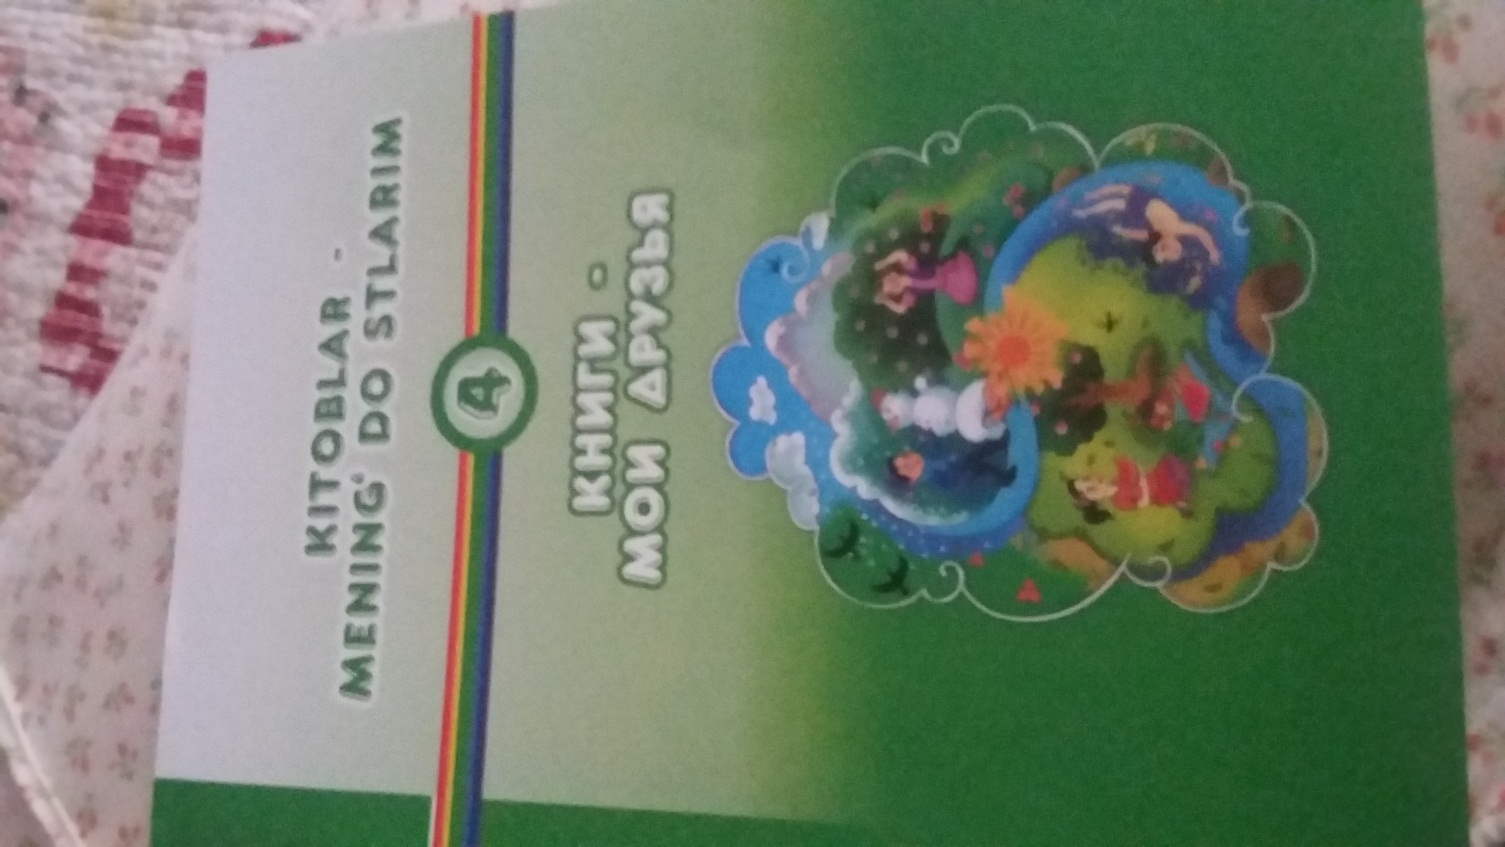 KITOBLAR -
MENING‘ DO STLARIM
4
КНИГИ -
МОИ ДРУЗЬЯ